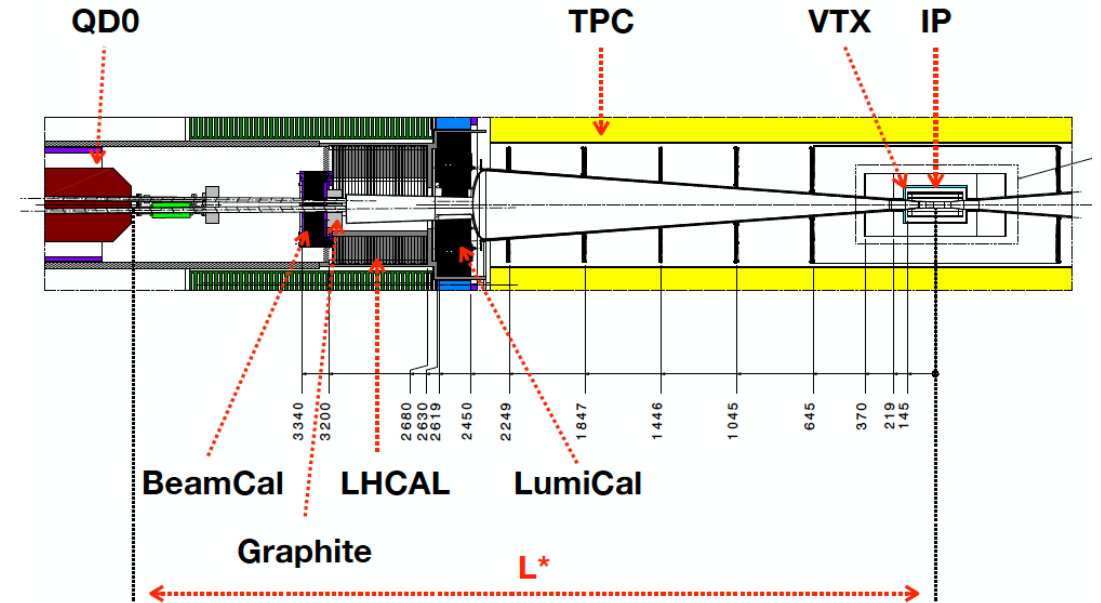 QD0 TPC VTX IP
3340 3200 2680 2630 2619 2450 2249 1847 1446 1045 645 370 219 145
BeamCal LHCAL LumiCal
Graphite
L*